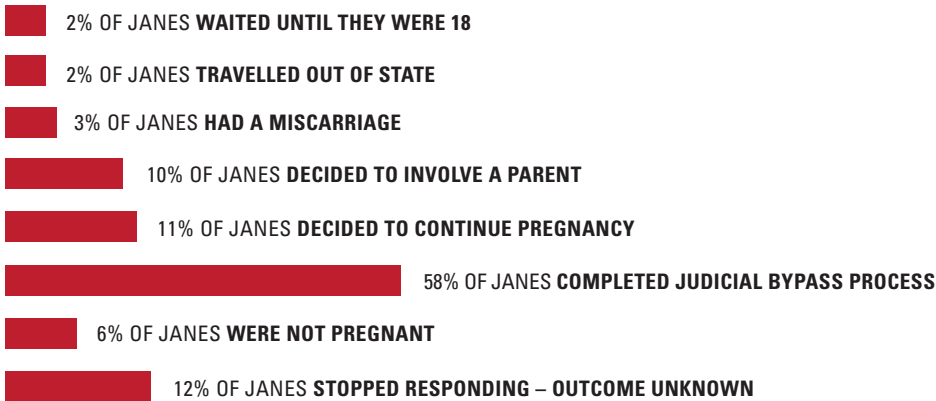 2% OF JANES WAITED UNTIL THEY WERE 18
2% OF JANES TRAVELLED OUT OF STATE
3% OF JANES HAD A MISCARRIAGE
10% OF JANES DECIDED TO INVOLVE A PARENT
11% OF JANES DECIDED TO CONTINUE PREGNANCY
58% OF JANES COMPLETED JUDICIAL BYPASS PROCESS
6% OF JANES WERE NOT PREGNANT
12% OF JANES STOPPED RESPONDING – OUTCOME UNKNOWN